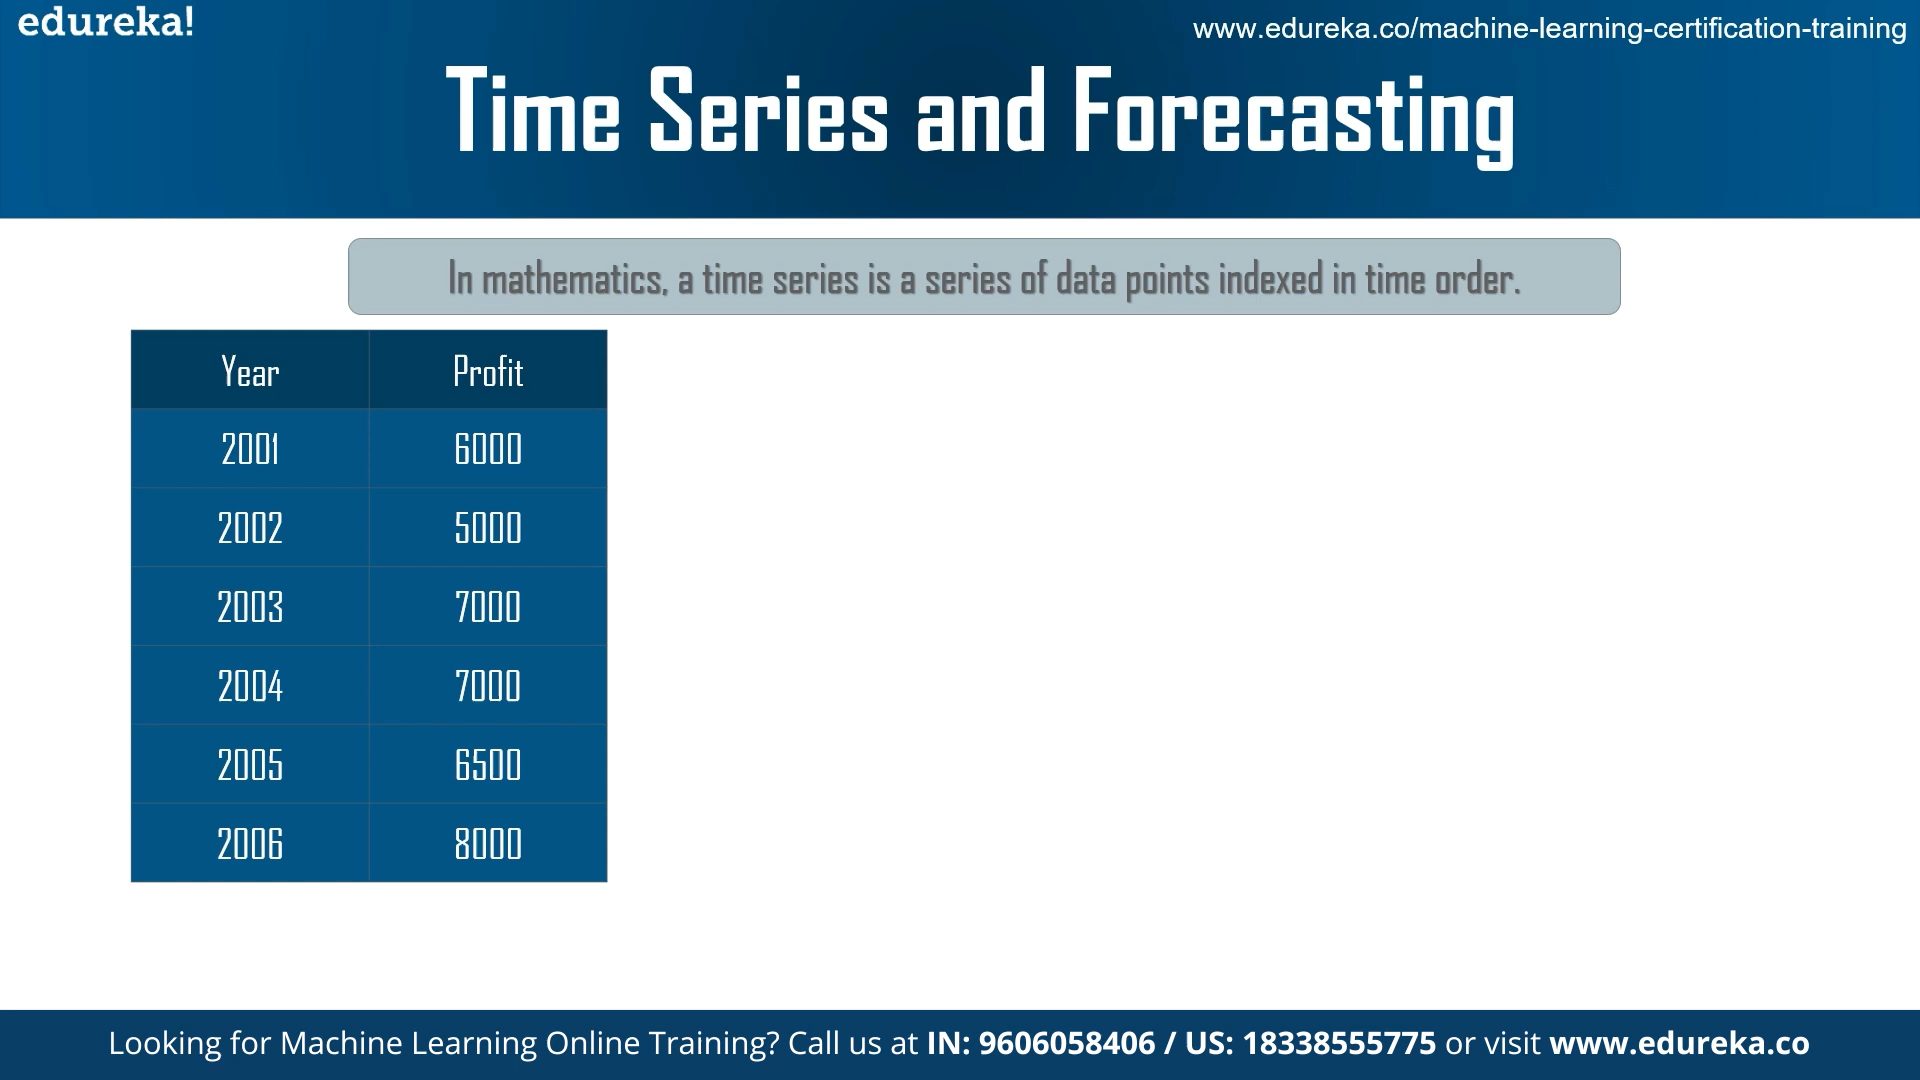 edureka!
www.edureka.co/machine-learning-certification-training
Time Series and Forecasting
In mathematics, a time series is a series of data points indexed in time order.
Year Profit
2001 6000
2002 5000
2003 7000
2004 7000
2005 6500
2006 8000
Looking for Machine Learning Online Training? Call us at IN: 9606058406 / US: 18338555775 or visit www.edureka.co